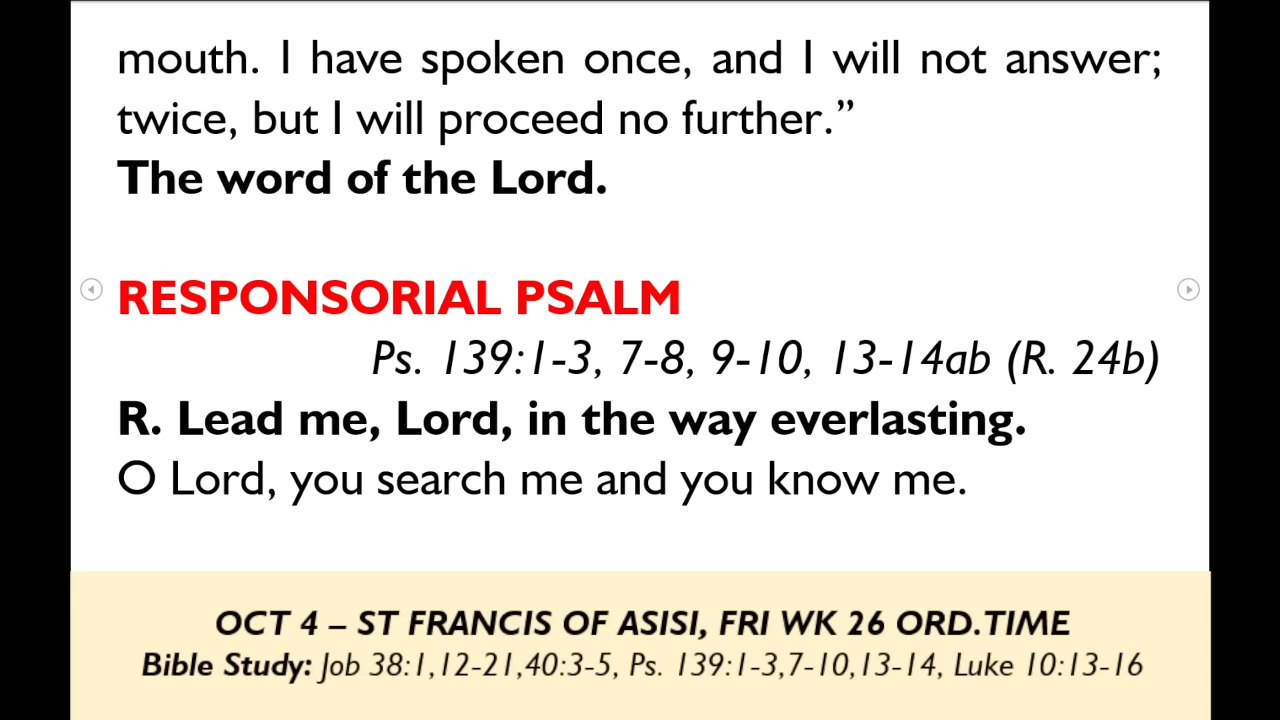 mouth. I have spoken once, and I will not answer;
twice, but I will proceed no further.”
The word of the Lord.
RESPONSORIAL PSALM
Ps. 139:1-3, 7-8, 9-10, 13-14ab (R. 24b)
R. Lead me, Lord, in the way everlasting.
O Lord, you search me and you know me.
OCT 4 – ST FRANCIS OF ASISI, FRI WK 26 ORD.TIME
Bible Study: Job 38:1,12-21,40:3-5, Ps. 139:1-3,7-10,13-14, Luke 10:13-16